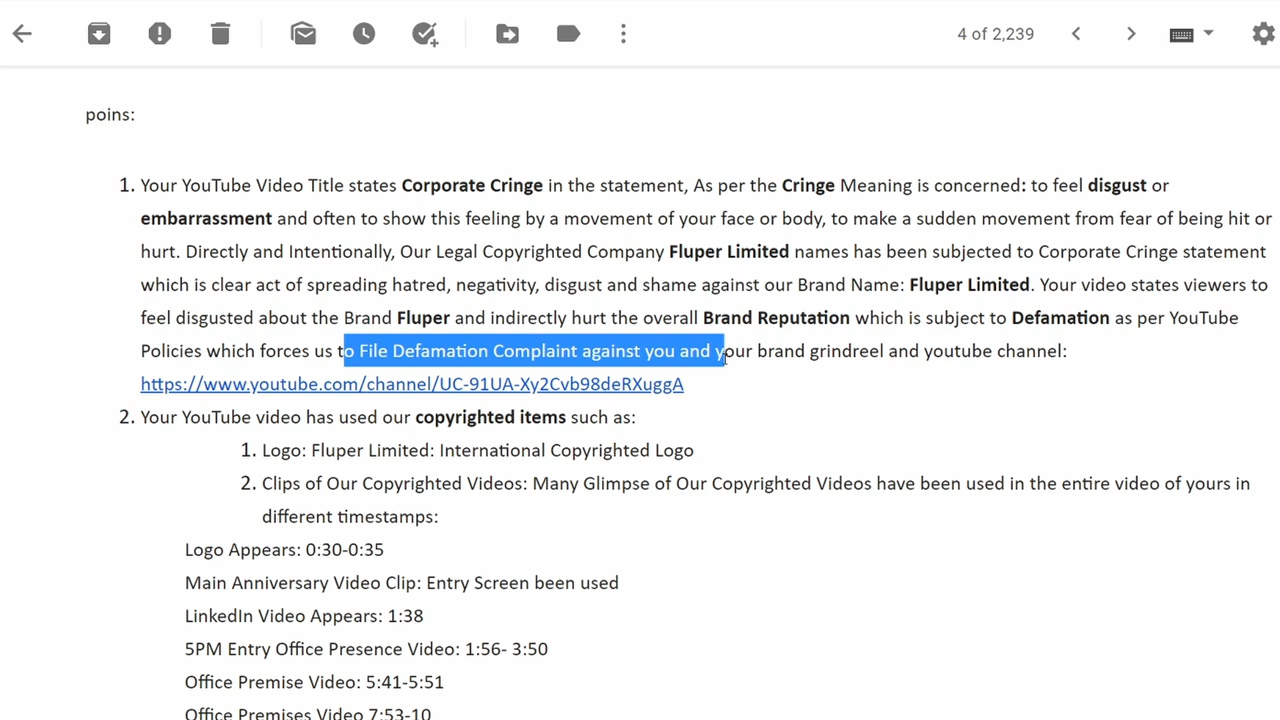 4 of 2,239
poins:
1. Your YouTube Video Title states Corporate Cringe in the statement, As per the Cringe Meaning is concerned: to feel disgust or
embarrassment and often to show this feeling by a movement of your face or body, to make a sudden movement from fear of being hit or
hurt. Directly and Intentionally, Our Legal Copyrighted Company Fluper Limited names has been subjected to Corporate Cringe statement
which is clear act of spreading hatred, negativity, disgust and shame against our Brand Name: Fluper Limited. Your video states viewers to
feel disgusted about the Brand Fluper and indirectly hurt the overall Brand Reputation which is subject to Defamation as per YouTube
Policies which forces us to File Defamation Complaint against you and your brand grindreel and youtube channel:
https://www.youtube.com/channel/UC-91UA-Xy2Cvb98deRXuggA
2. Your YouTube video has used our copyrighted items such as:
1. Logo: Fluper Limited: International Copyrighted Logo
2. Clips of Our Copyrighted Videos: Many Glimpse of Our Copyrighted Videos have been used in the entire video of yours in
different timestamps:
Logo Appears: 0:30-0:35
Main Anniversary Video Clip: Entry Screen been used
LinkedIn Video Appears: 1:38
5PM Entry Office Presence Video: 1:56- 3:50
Office Premise Video: 5:41-5:51
Office Premises Video 7:53-10